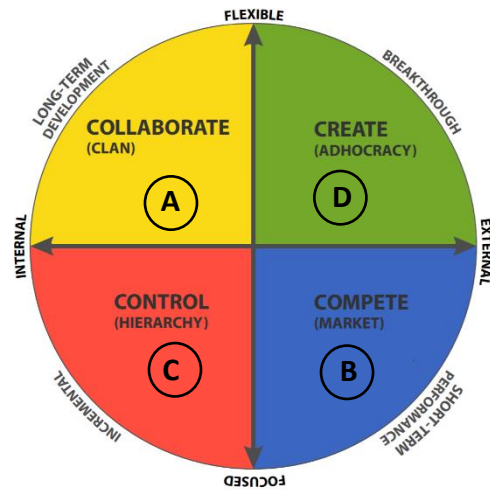 FLEXIBLE
LONG-TERM
DEVELOPMENT
BREAKTHROUGH
COLLABORATE
(CLAN)
CREATE
(ADHOCRACY)
A
D
INTERNAL
EXTERNAL
CONTROL
(HIERARCHY)
COMPETE
(MARKET)
C
B
INCREMENTAL
SHORT-TERM
PERFORMANCE
FOCUSED